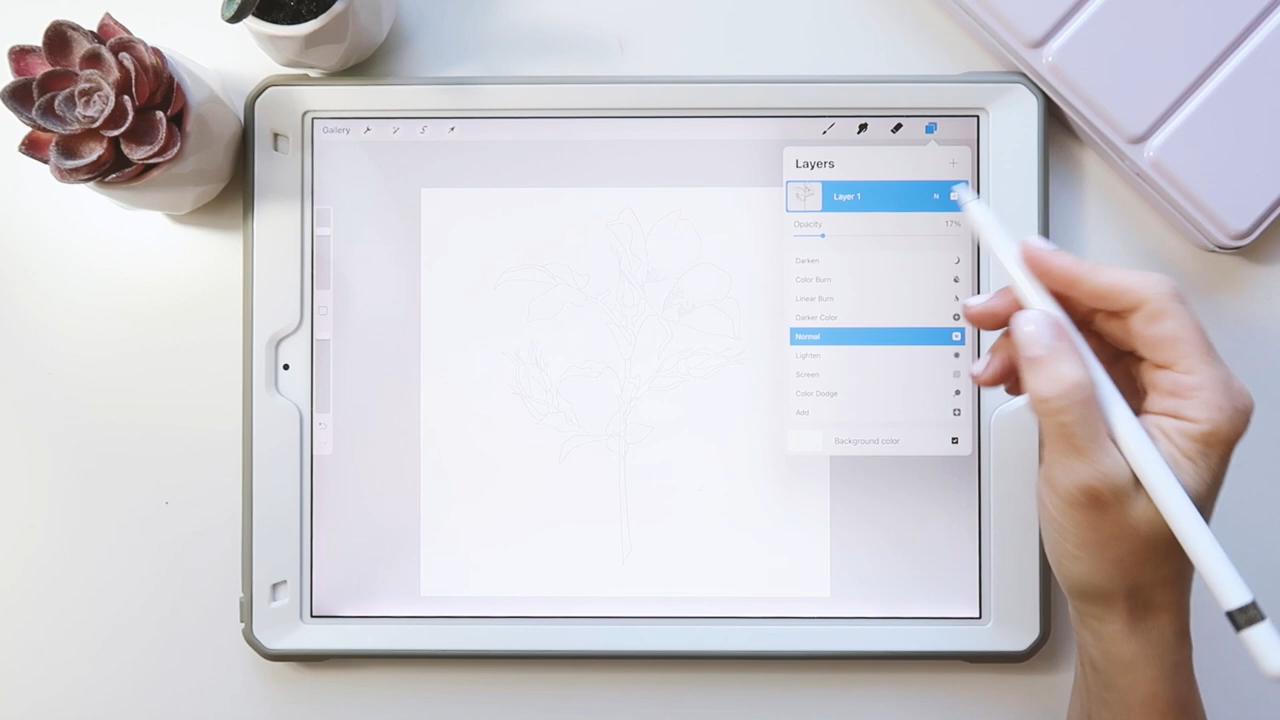 Gallery
Layers
Layer 1 N
Opacity 17%
Darken
Color Burn
Linear Burn
Darker Color
Normal
Lighten
Screen
Color Dodge
Add
Background color